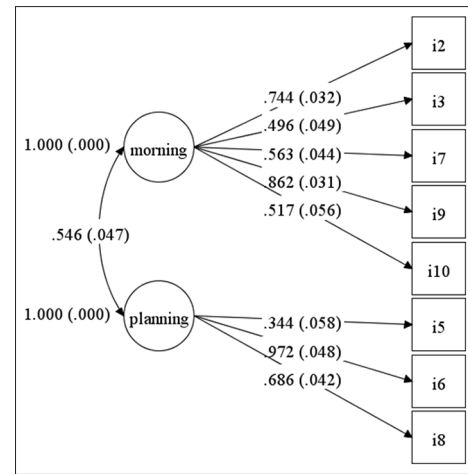 i2
.744 (.032)
i3
.496 (.049)
1.000 (.000)
morning
.563 (.044)
i7
.862 (.031)
i9
.517 (.056)
.546 (.047)
i10
1.000 (.000)
planning
.344 (.058)
i5
.972 (.048)
i6
.686 (.042)
i8